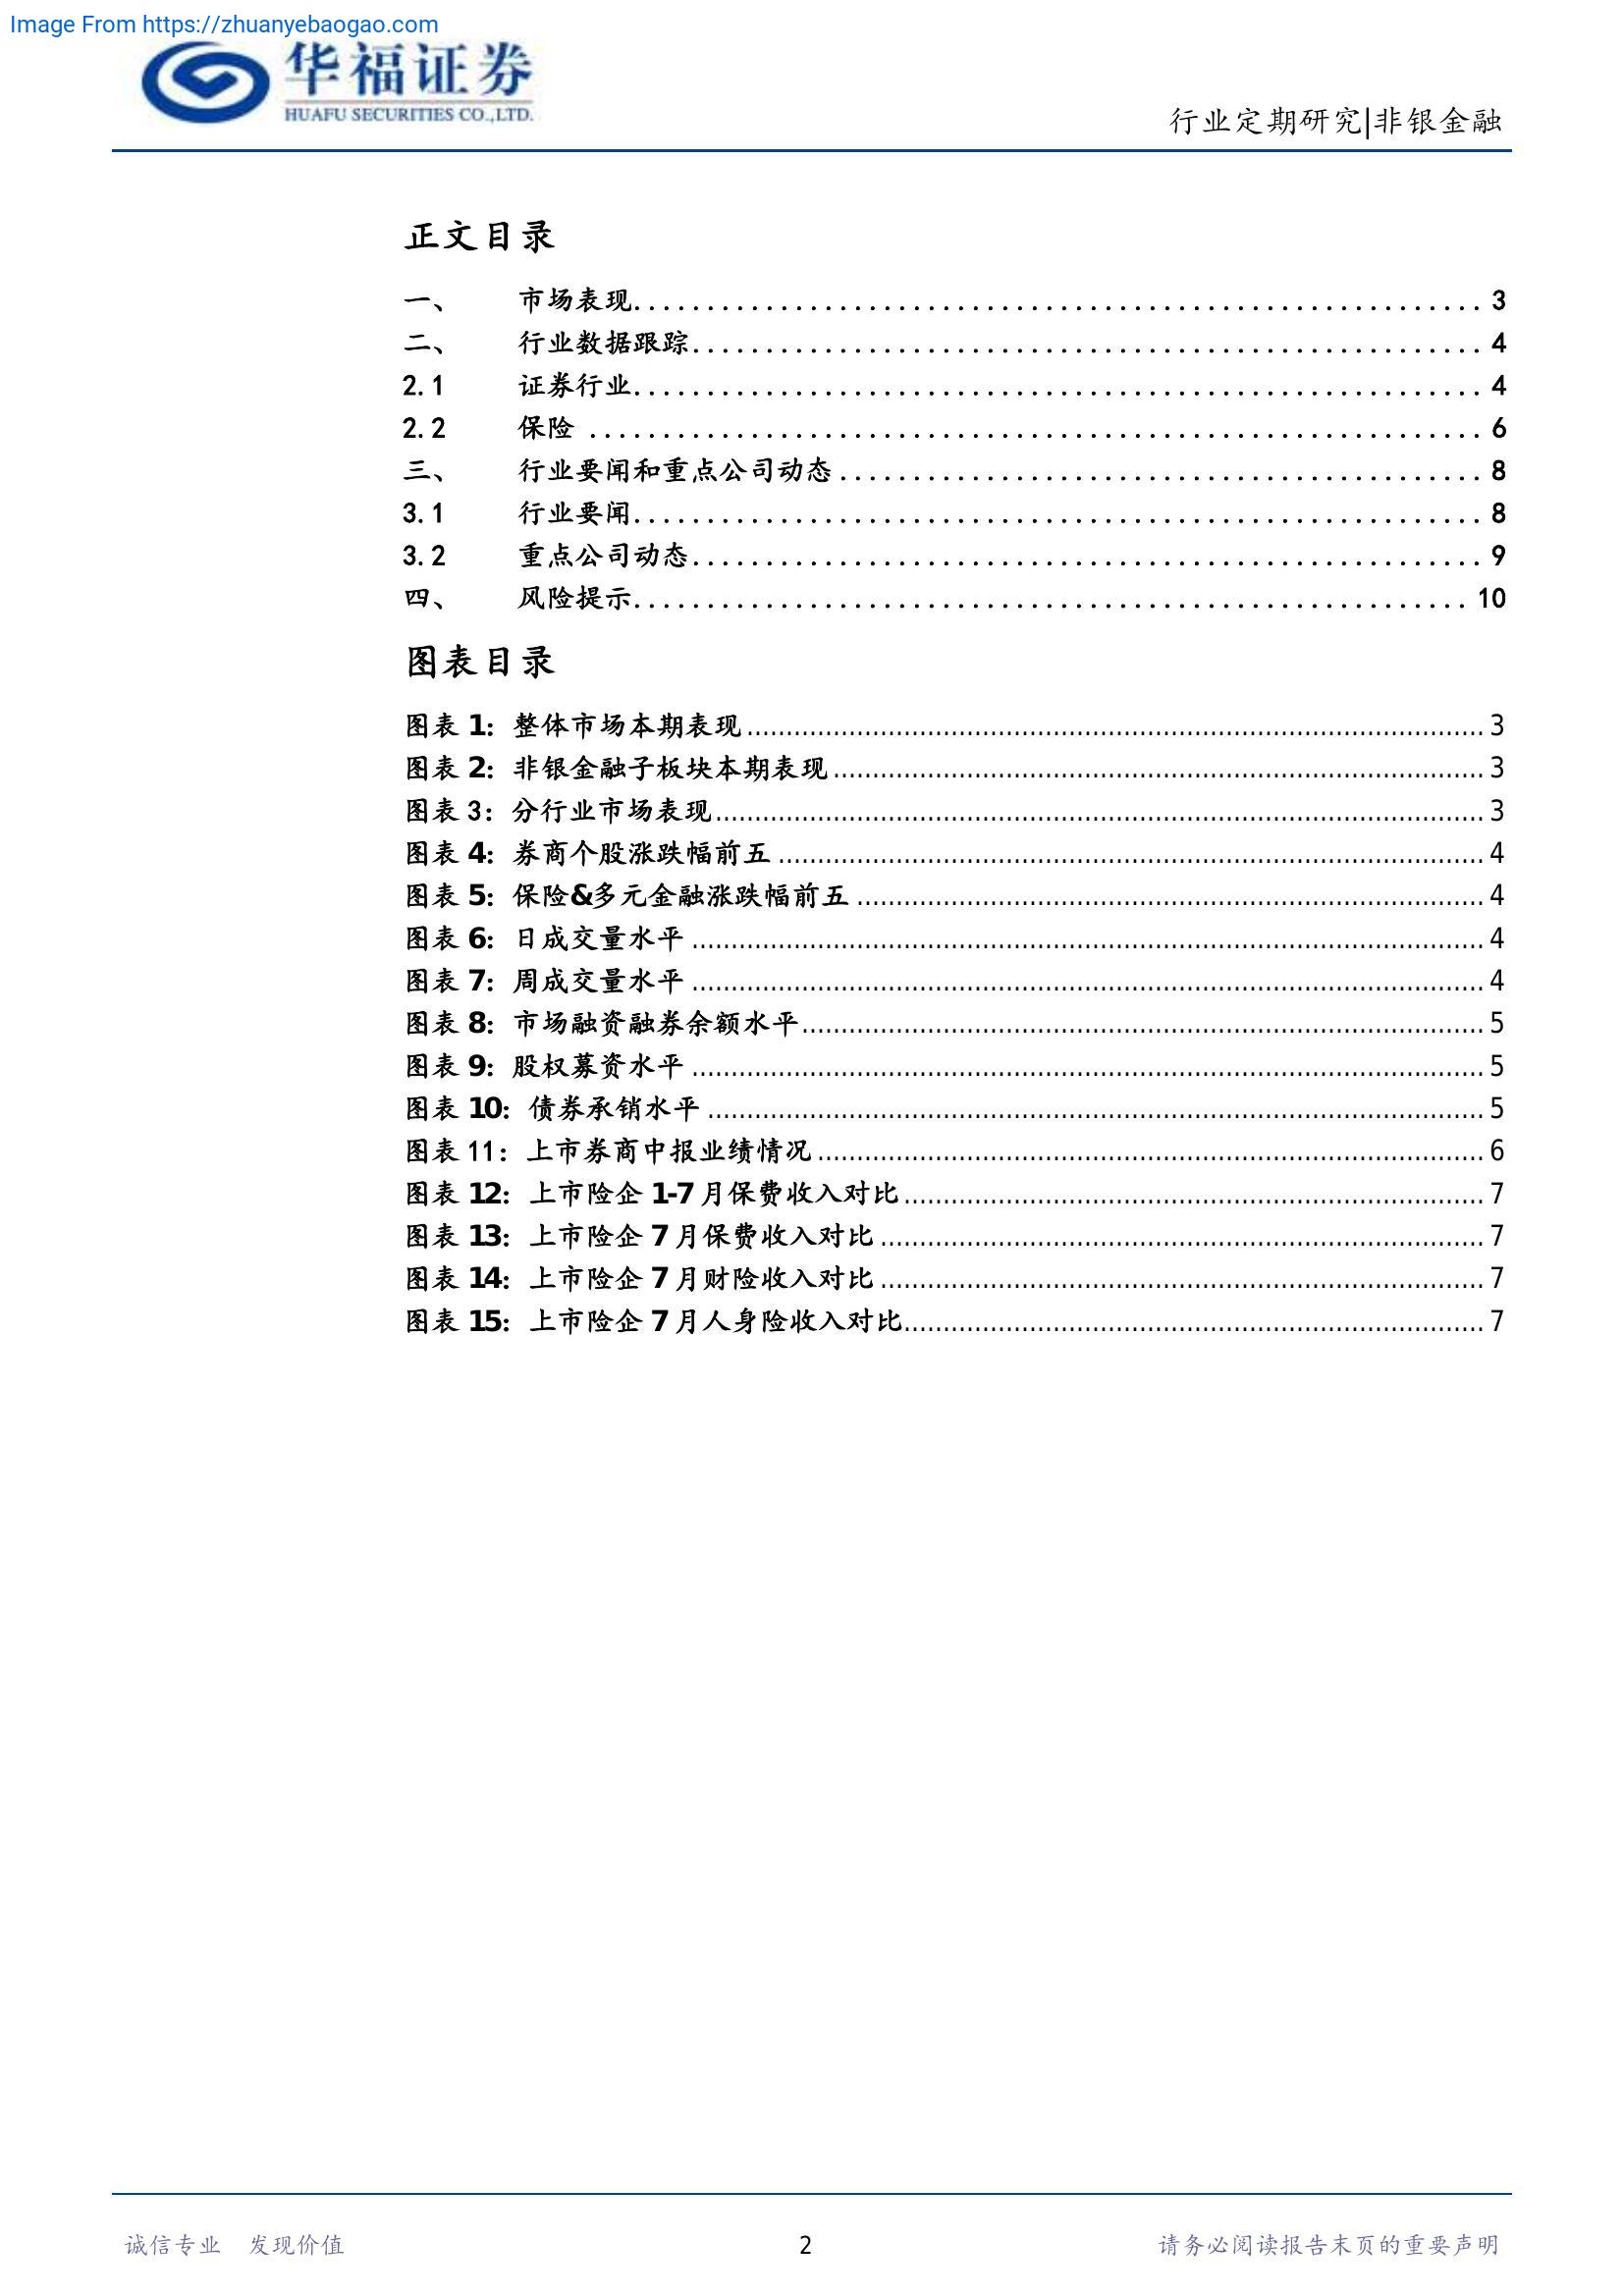 Image From https://zhuanyebaogao.com
华福证券
HUAFU SECURITIES CO.,LTD.
行业定期研究|非银金融
正文目录
一、 市场表现 3
二、 行业数据跟踪 4
2.1 证券行业 4
2.2 保险 6
三、 行业要闻和重点公司动态 8
3.1 行业要闻 8
3.2 重点公司动态 9
四、 风险提示 10
图表目录
图表 1：整体市场本期表现 3
图表 2：非银金融子板块本期表现 3
图表 3：分行业市场表现 3
图表 4：券商个股涨跌幅前五 4
图表 5：保险&多元金融涨跌幅前五 4
图表 6：日成交量水平 4
图表 7：周成交量水平 4
图表 8：市场融资融券余额水平 5
图表 9：股权募资水平 5
图表 10：债券承销水平 5
图表 11：上市券商中报业绩情况 6
图表 12：上市险企 1-7 月保费收入对比 7
图表 13：上市险企 7 月保费收入对比 7
图表 14：上市险企 7 月财险收入对比 7
图表 15：上市险企 7 月人身险收入对比 7
诚信专业 发现价值 2 请务必阅读报告末页的重要声明